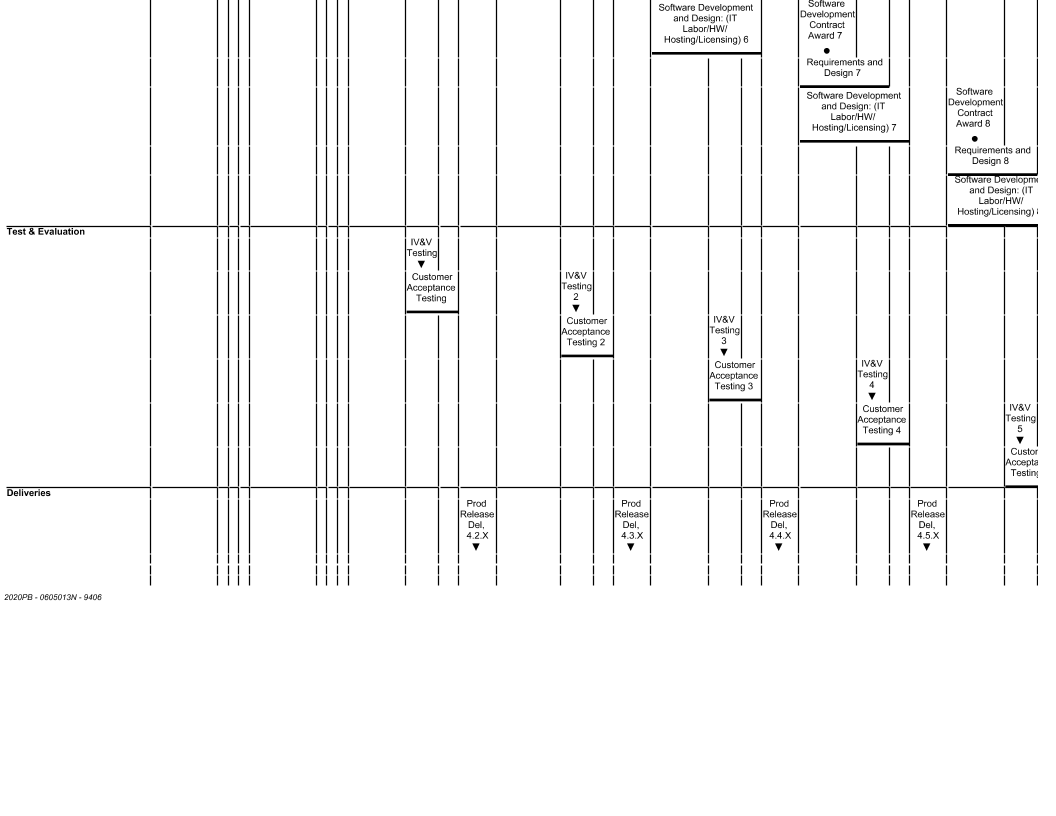 Software Development
and Design: (IT
Labor/HW/
Hosting/Licensing) 6
Software
Development
Contract
Award 7
Requirements and
Design 7
Software Development
and Design: (IT
Labor/HW/
Hosting/Licensing) 7
Software
Development
Contract
Award 8
Requirements and
Design 8
Software Developme
and Design: (IT
Labor/HW/
Hosting/Licensing)
Test & Evaluation
IV&V
Testing
Customer
Acceptance
Testing
IV&V
Testing
2
Customer
Acceptance
Testing 2
IV&V
Testing
3
Customer
Acceptance
Testing 3
IV&V
Testing
4
Customer
Acceptance
Testing 4
IV&V
Testing
5
Custor
Accepta
Testing
Deliveries
Prod
Release
Del,
4.2.X
Prod
Release
Del,
4.3.X
Prod
Release
Del,
4.4.X
Prod
Release
Del,
4.5.X
2020PB - 0605013N - 9406